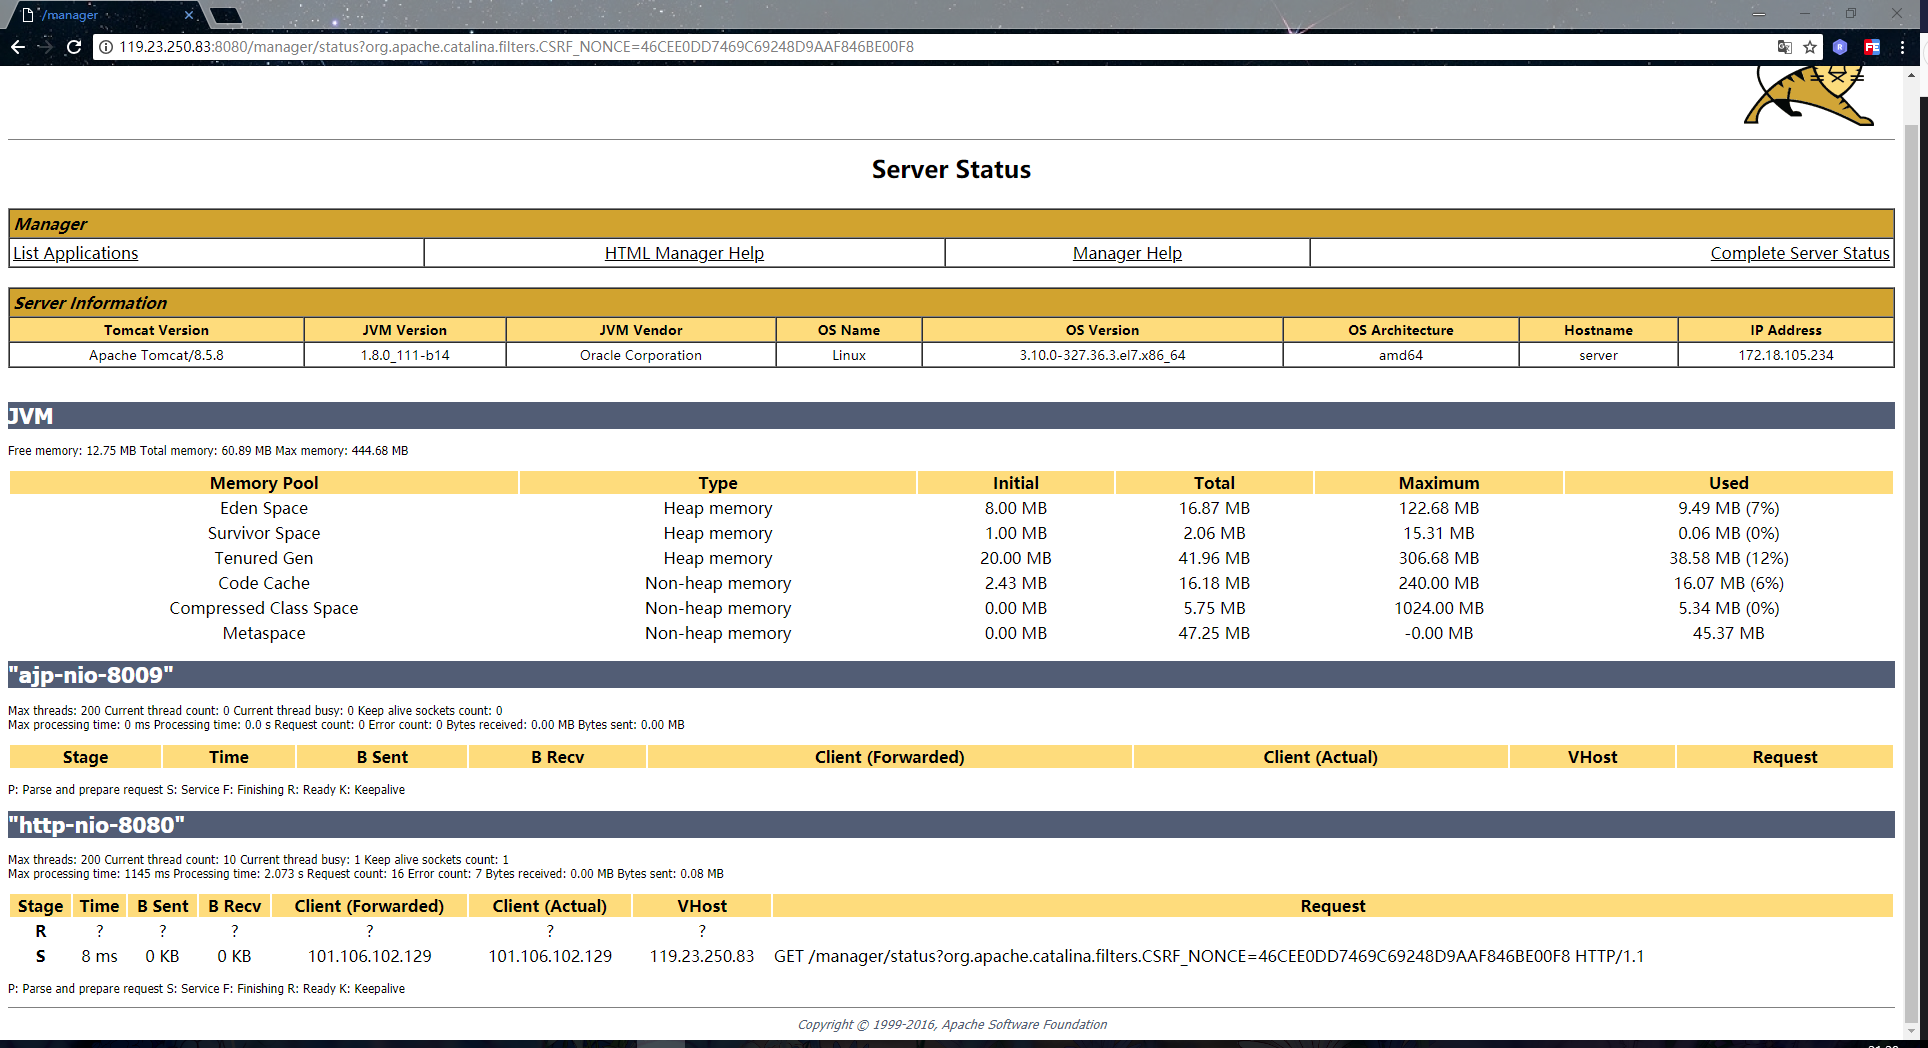 /manager
119.23.250.83:8080/manager/status?org.apache.catalina.filters.CSRF_NONCE=46CEE0DD7469C69248D9AAF846BE00F8
Server Status
Manager
List Applications HTML Manager Help Manager Help Complete Server Status
Server Information
Tomcat Version JVM Version JVM Vendor OS Name OS Version OS Architecture Hostname IP Address
Apache Tomcat/8.5.8 1.8.0_111-b14 Oracle Corporation Linux 3.10.0-327.36.3.el7.x86_64 amd64 server 172.18.105.234
JVM
Free memory: 12.75 MB Total memory: 60.89 MB Max memory: 444.68 MB
Memory Pool Type Initial Total Maximum Used
Eden Space Heap memory 8.00 MB 16.87 MB 122.68 MB 9.49 MB (7%)
Survivor Space Heap memory 1.00 MB 2.06 MB 15.31 MB 0.06 MB (0%)
Tenured Gen Heap memory 20.00 MB 41.96 MB 306.68 MB 38.58 MB (12%)
Code Cache Non-heap memory 2.43 MB 16.18 MB 240.00 MB 16.07 MB (6%)
Compressed Class Space Non-heap memory 0.00 MB 5.75 MB 1024.00 MB 5.34 MB (0%)
Metaspace Non-heap memory 0.00 MB 47.25 MB -0.00 MB 45.37 MB
"ajp-nio-8009"
Max threads: 200 Current thread count: 0 Current thread busy: 0 Keep alive sockets count: 0
Max processing time: 0 ms Processing time: 0.0 s Request count: 0 Error count: 0 Bytes received: 0.00 MB Bytes sent: 0.00 MB
Stage Time B Sent B Recv Client (Forwarded) Client (Actual) VHost Request
P: Parse and prepare request S: Service F: Finishing R: Ready K: Keepalive
"http-nio-8080"
Max threads: 200 Current thread count: 10 Current thread busy: 1 Keep alive sockets count: 1
Max processing time: 1145 ms Processing time: 2.073 s Request count: 16 Error count: 7 Bytes received: 0.00 MB Bytes sent: 0.08 MB
Stage Time B Sent B Recv Client (Forwarded) Client (Actual) VHost Request
R ? ? ? ? ? ?
S 8 ms 0 KB 0 KB 101.106.102.129 101.106.102.129 119.23.250.83 GET /manager/status?org.apache.catalina.filters.CSRF_NONCE=46CEE0DD7469C69248D9AAF846BE00F8 HTTP/1.1
P: Parse and prepare request S: Service F: Finishing R: Ready K: Keepalive
Copyright © 1999-2016, Apache Software Foundation